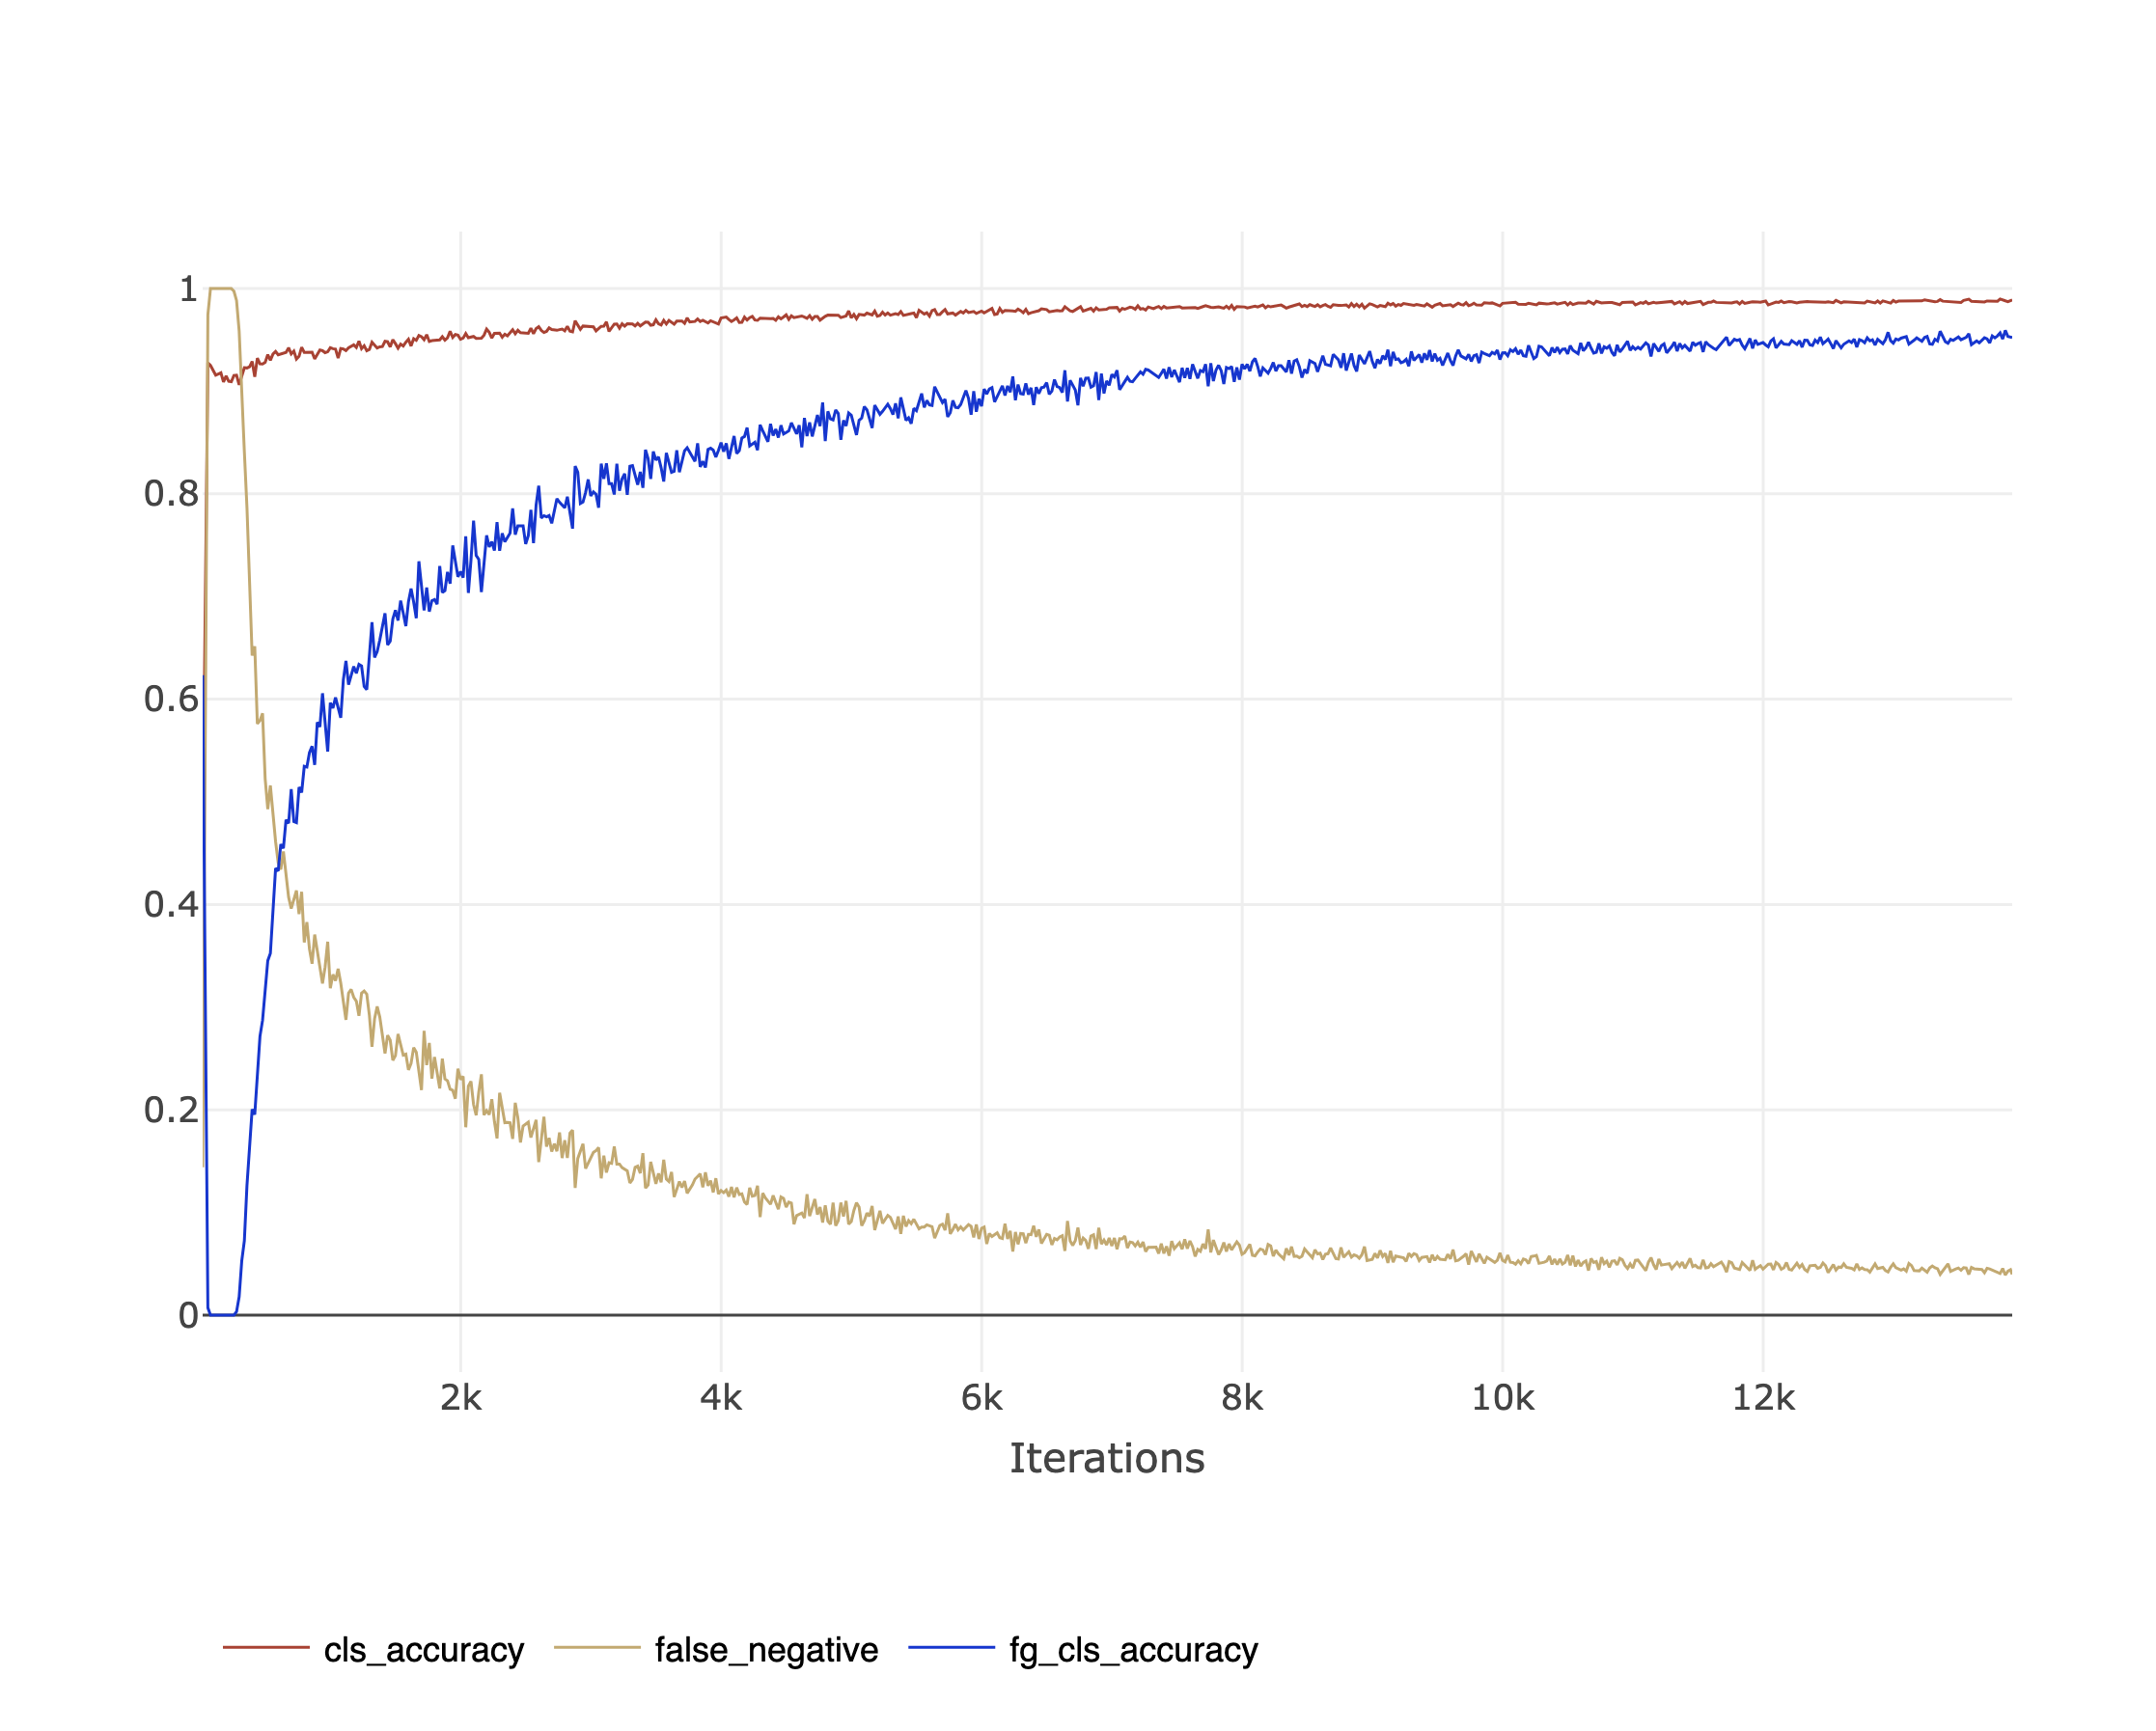 1
0.8
0.6
0.4
0.2
0
2k 4k 6k 8k 10k 12k
Iterations
cls_accuracy false_negative fg_cls_accuracy